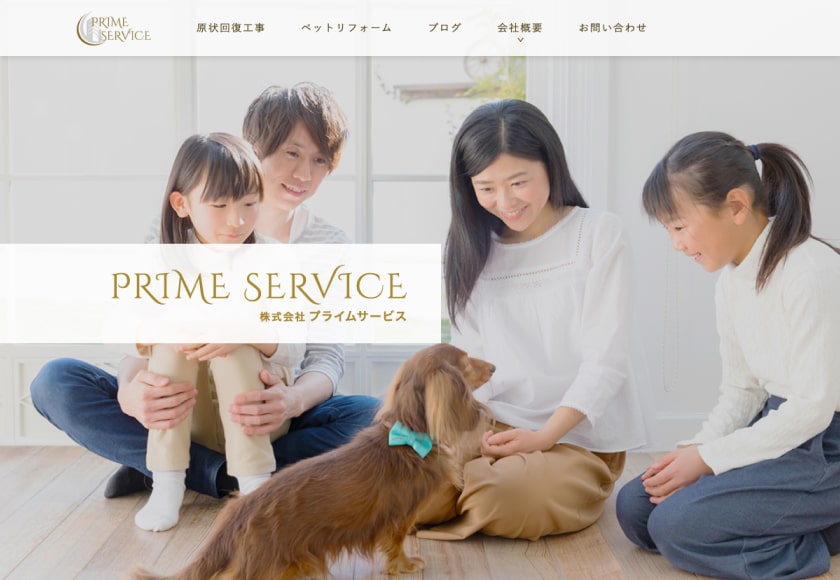 PRIME
SERVICE
原状回復工事
ペットリフォーム
ブログ
会社概要
お問い合わせ
PRIME SERVICE
株式会社 プライムサービス